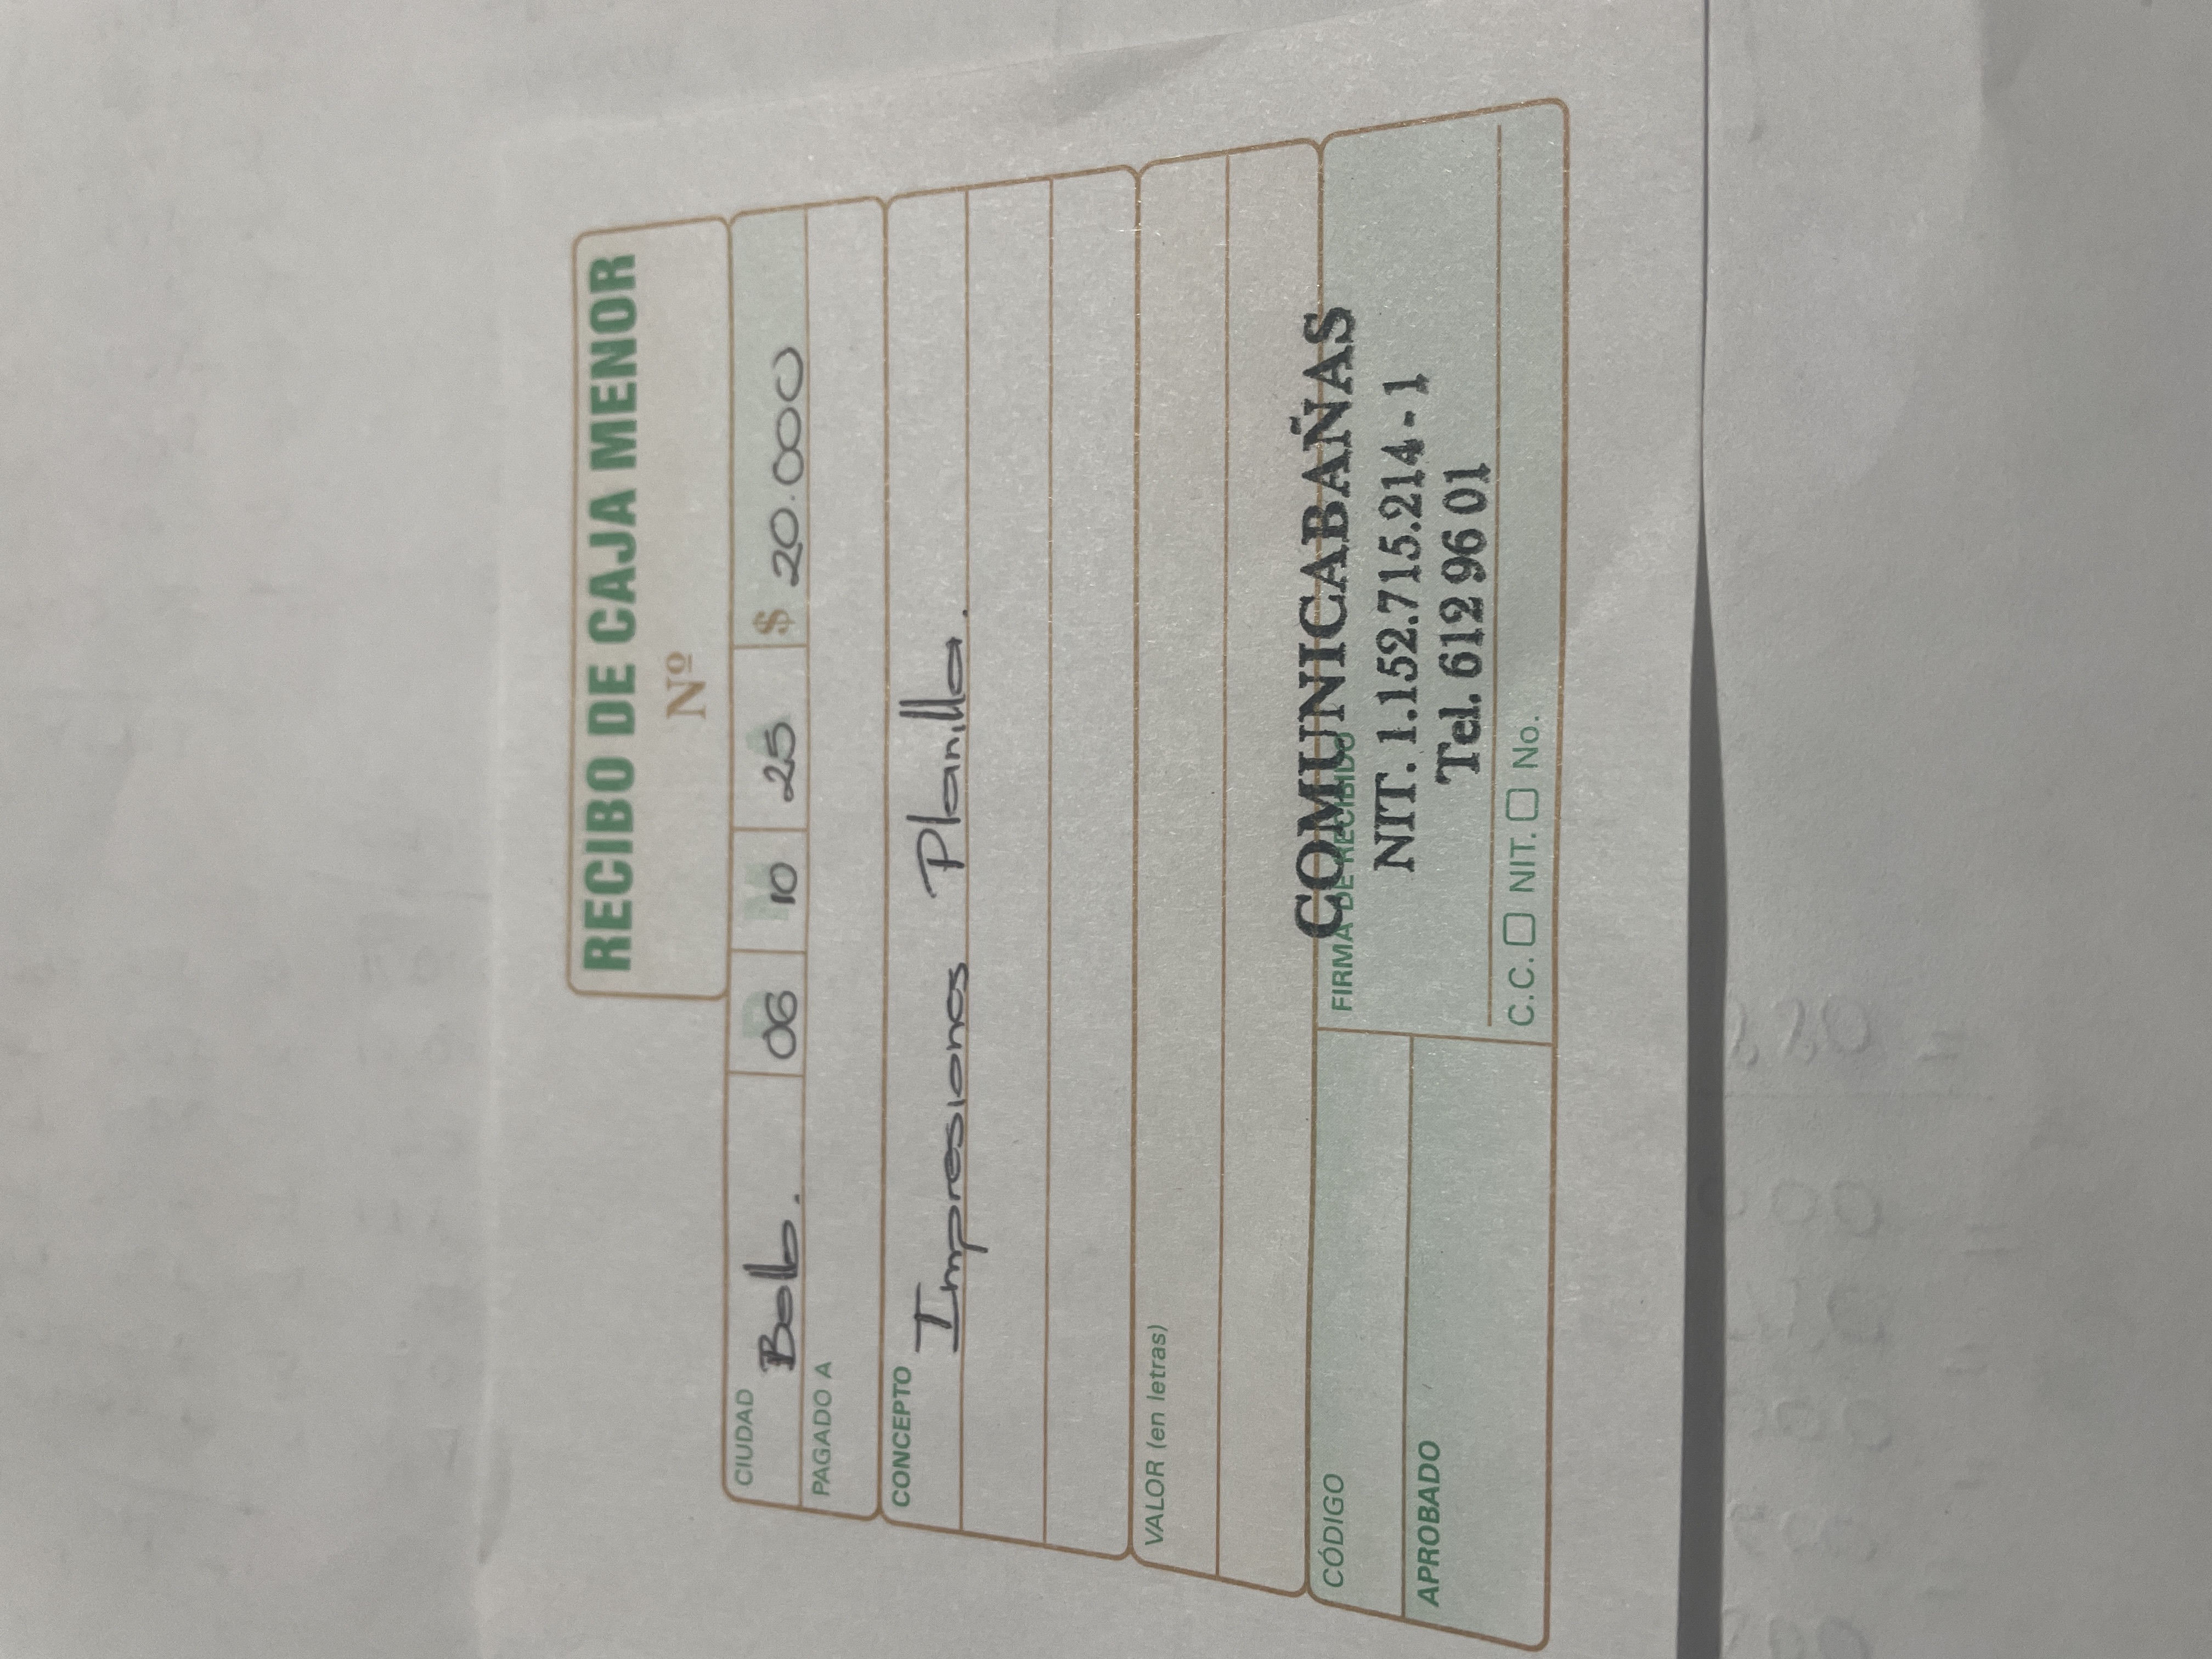 RECIBO DE CAJA MENOR
Nº
CIUDAD Bello. 06 10 25 $ 20.000
PAGADO A
CONCEPTO Impresiones Planilla.
VALOR (en letras)
CÓDIGO
FIRMA DE RECIBIDO
COMUNICABAÑAS
NIT. 1.152.715.214-1
Tel. 612 96 01
APROBADO
C.C. NIT. No.